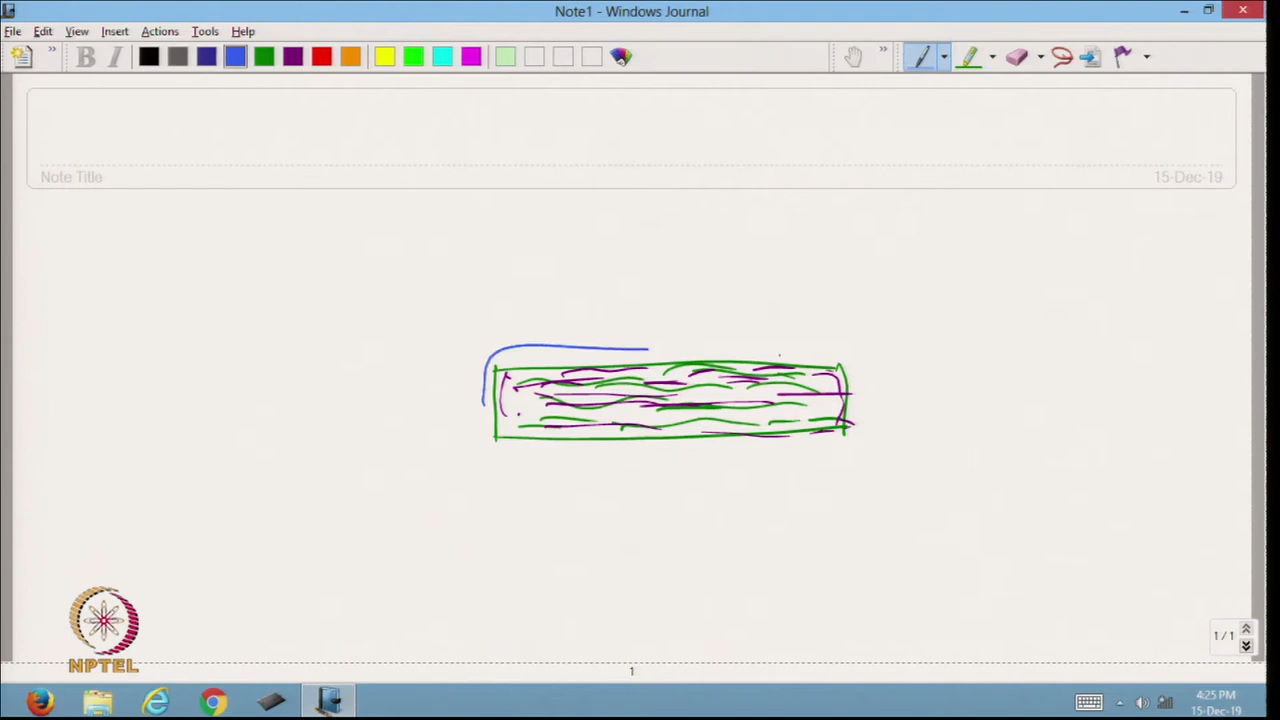 Note1 - Windows Journal
File Edit View Insert Actions Tools Help
B I
Note Title
15-Dec-19
1 / 1
NPTEL
1
4:25 PM
15-Dec-19